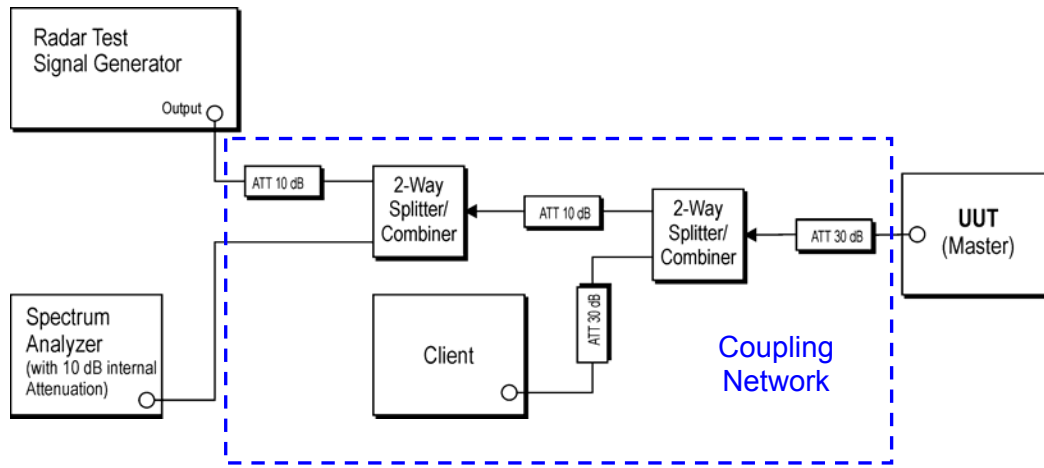 Radar Test
Signal Generator
Output
ATT 10 dB
2-Way
Splitter/
Combiner
ATT 10 dB
2-Way
Splitter/
Combiner
ATT 30 dB
UUT
(Master)
Spectrum
Analyzer
(with 10 dB internal
Attenuation)
Client
ATT 30 dB
Coupling
Network